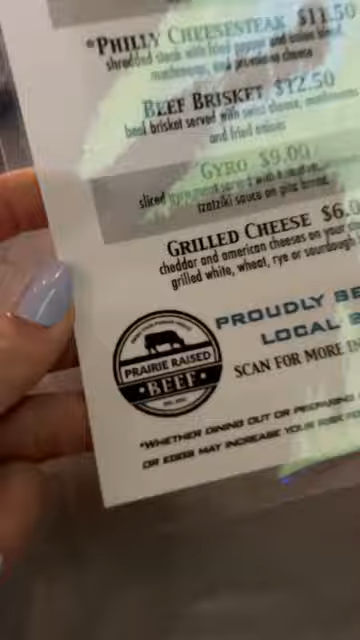 *PHILLY CHEESESTEAK $11.50
shredded steak with fried pepper and onion blend,
mushrooms, and provolone cheese
BEEF BRISKET $12.50
beef brisket served with swiss cheese, mushrooms
and fried onions
GYRO $9.00
sliced gyro meat
tzatziki sauce on pita bread
GRILLED CHEESE $6.0
cheddar and american cheeses on your
grilled white, wheat, rye or sourdough
PRAIRIE RAISED
BEEF
PROUDLY SE
LOCAL
SCAN FOR MORE IN
*WHETHER DINING OUT OR PREPARING
OR EGGS MAY INCREASE YOUR RISK